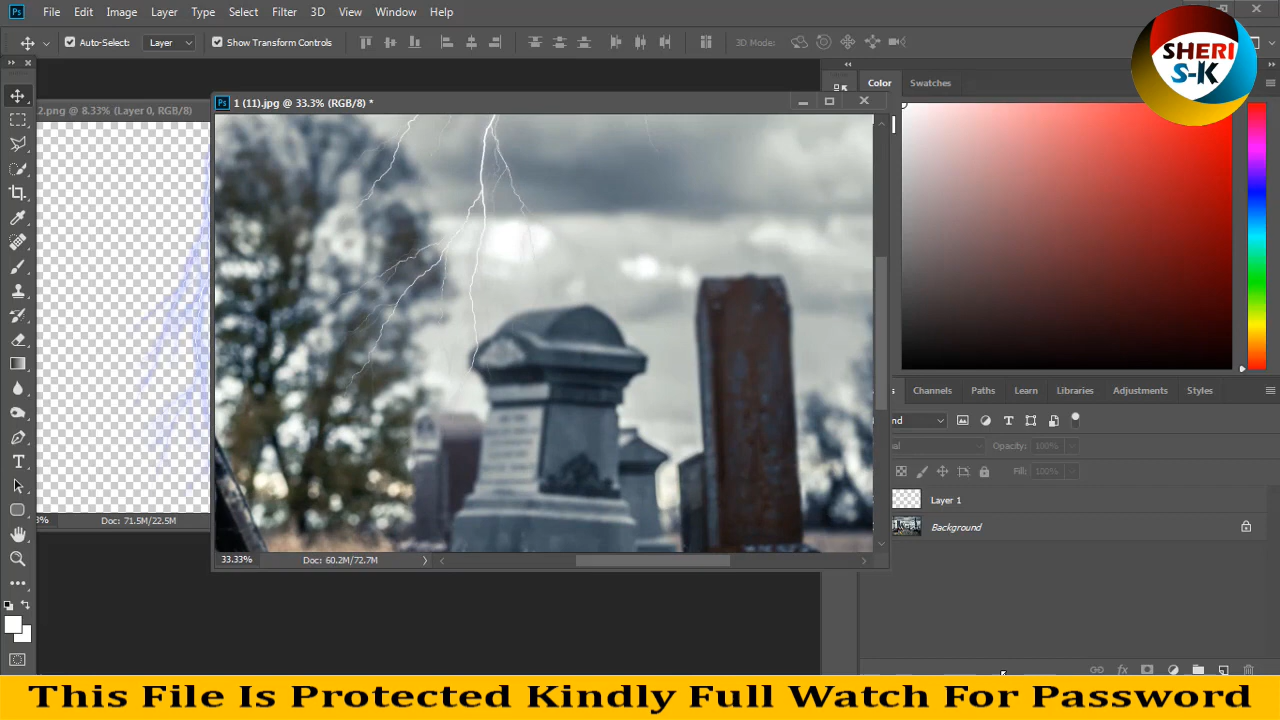 Ps File Edit Image Layer Type Select Filter 3D View Window Help
Auto-Select: Layer Show Transform Controls 3D Mode:
SHERI
S-K
2.png @ 8.33% (Layer 0, RGB/8)
Ps 1 (11).jpg @ 33.3% (RGB/8) *
Color Swatches
Channels Paths Learn Libraries Adjustments Styles
Opacity: 100%
Fill: 100%
Layer 1
Background
Doc: 71.5M/22.5M
33.33% Doc: 60.2M/72.7M
fx
This File Is Protected Kindly Full Watch For Password